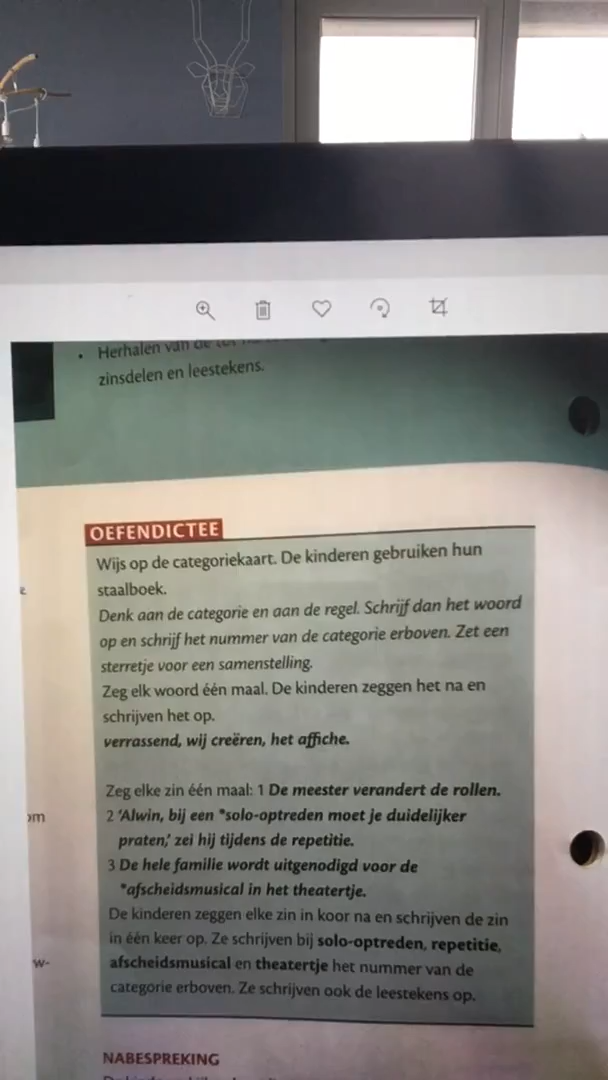 • Herhalen van de
zinsdelen en leestekens.
OEFENDICTEE
Wijs op de categoriekaart. De kinderen gebruiken hun
staalboek.
Denk aan de categorie en aan de regel. Schrijf dan het woord
op en schrijf het nummer van de categorie erboven. Zet een
sterretje voor een samenstelling.
Zeg elk woord één maal. De kinderen zeggen het na en
schrijven het op.
verrassend, wij creëren, het affiche.
Zeg elke zin één maal: 1 De meester verandert de rollen.
2 'Alwin, bij een *solo-optreden moet je duidelijker
praten,' zei hij tijdens de repetitie.
3 De hele familie wordt uitgenodigd voor de
*afscheidsmusical in het theatertje.
De kinderen zeggen elke zin in koor na en schrijven de zin
in één keer op. Ze schrijven bij solo-optreden, repetitie,
afscheidsmusical en theatertje het nummer van de
categorie erboven. Ze schrijven ook de leestekens op.
w-
NABESPREKING